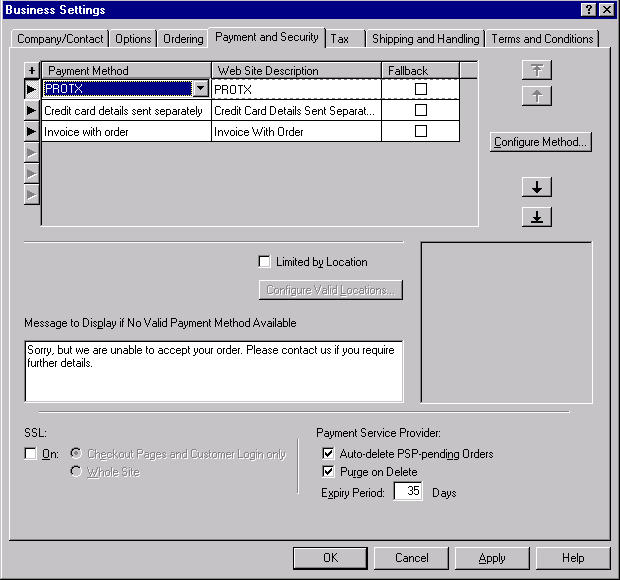 Business Settings
Company/Contact Options Ordering Payment and Security Tax Shipping and Handling Terms and Conditions
Payment Method Web Site Description Fallback
PROTX PROTX
Credit card details sent separately Credit Card Details Sent Separat...
Invoice with order Invoice With Order
Configure Method...
Limited by Location
Configure Valid Locations...
Message to Display if No Valid Payment Method Available
Sorry, but we are unable to accept your order. Please contact us if you require
further details.
SSL:
On: Checkout Pages and Customer Login only
Whole Site
Payment Service Provider:
Auto-delete PSP-pending Orders
Purge on Delete
Expiry Period: 35 Days
OK Cancel Apply Help